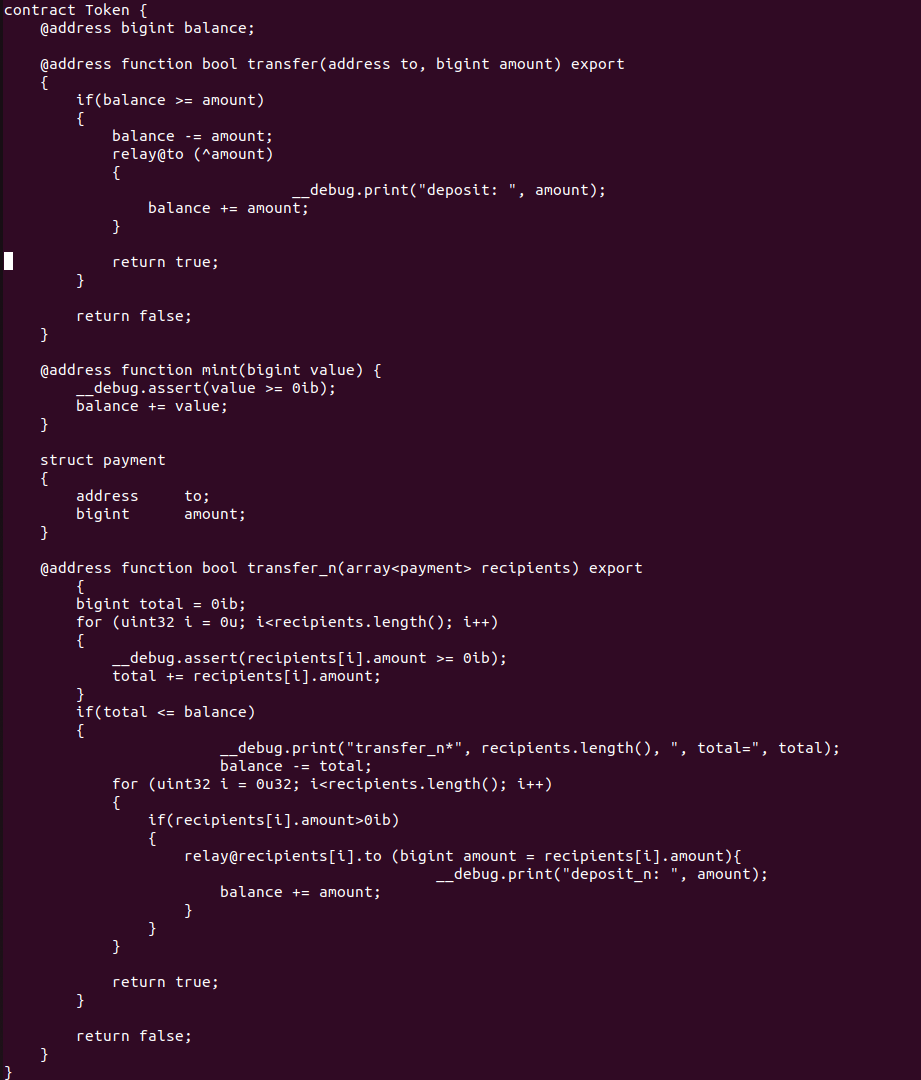 contract Token {
    @address bigint balance;

    @address function bool transfer(address to, bigint amount) export
    {
        if(balance >= amount)
        {
            balance -= amount;
            relay@to (^amount)
            {
                                __debug.print("deposit: ", amount);
                balance += amount;
            }

            return true;
        }

        return false;
    }

    @address function mint(bigint value) {
        __debug.assert(value >= 0ib);
        balance += value;
    }

    struct payment
    {
        address     to;
        bigint      amount;
    }

    @address function bool transfer_n(array<payment> recipients) export
        {
        bigint total = 0ib;
        for (uint32 i = 0u; i<recipients.length(); i++)
        {
            __debug.assert(recipients[i].amount >= 0ib);
            total += recipients[i].amount;
        }
        if(total <= balance)
        {
                        __debug.print("transfer_n*", recipients.length(), ", total=", total);
                        balance -= total;
            for (uint32 i = 0u32; i<recipients.length(); i++)
            {
                if(recipients[i].amount>0ib)
                {
                    relay@recipients[i].to (bigint amount = recipients[i].amount){
                                                __debug.print("deposit_n: ", amount);
                        balance += amount;
                    }
                }
            }

            return true;
        }

        return false;
    }
}